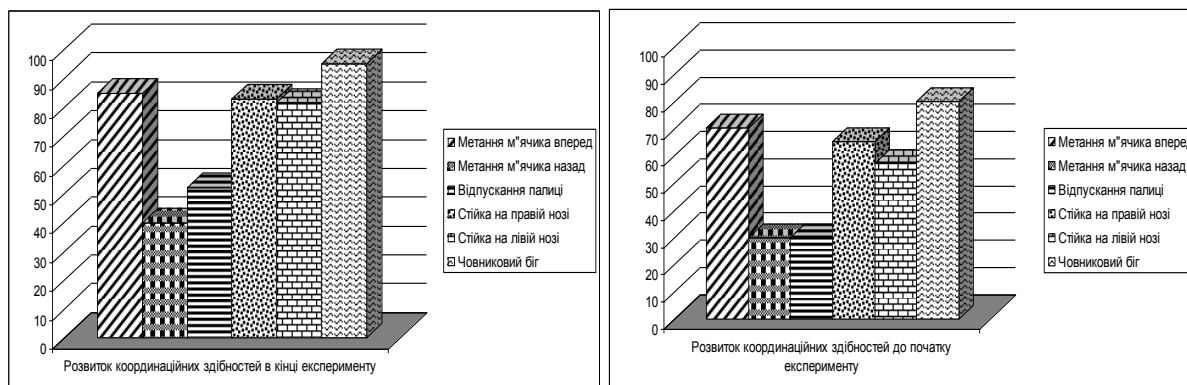 100
90
80
70
60
50
40
30
20
10
0
Розвиток координаційних здібностей в кінці експерименту
Метання м"ячика вперед
Метання м"ячика назад
Відпускання палиці
Стійка на правій нозі
Стійка на лівій нозі
Човниковий біг
100
90
80
70
60
50
40
30
20
10
0
Розвиток координаційних здібностей до початку
експерименту
Метання м"ячика вперед
Метання м"ячика назад
Відпускання палиці
Стійка на правій нозі
Стійка на лівій нозі
Човниковий біг